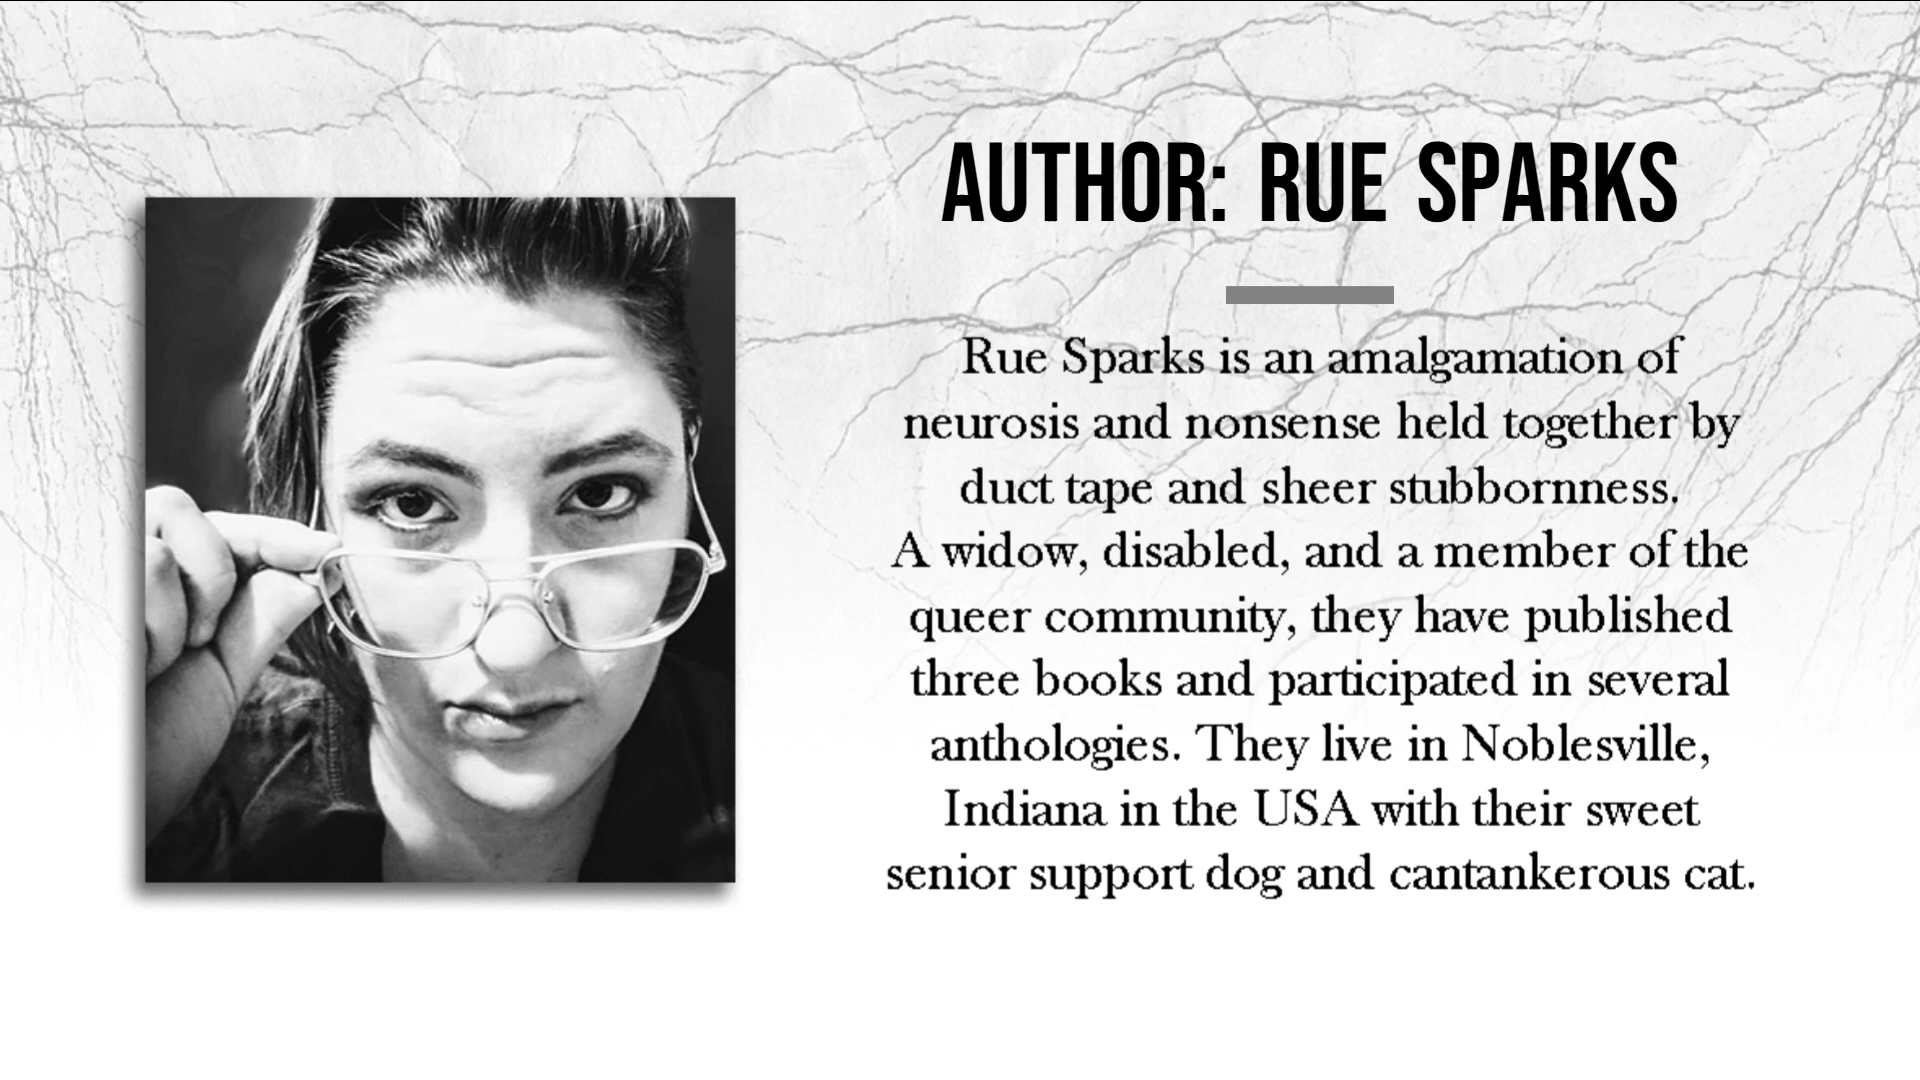 AUTHOR: RUE SPARKS
Rue Sparks is an amalgamation of
neurosis and nonsense held together by
duct tape and sheer stubbornness.
A widow, disabled, and a member of the
queer community, they have published
three books and participated in several
anthologies. They live in Noblesville,
Indiana in the USA with their sweet
senior support dog and cantankerous cat.